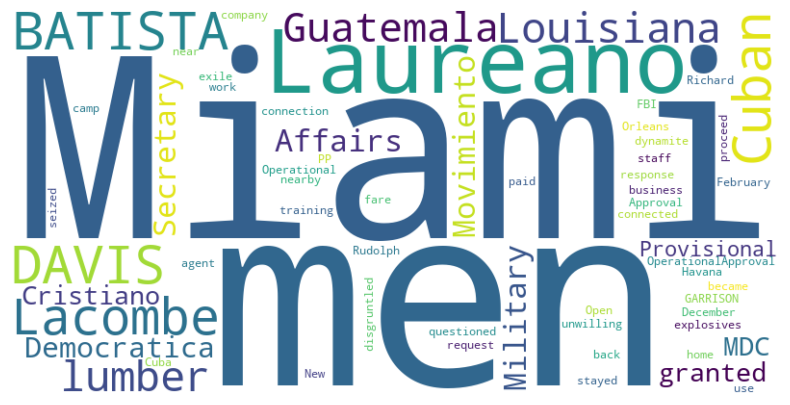 BATISTA
company
near
Guatemala
Louisiana
Cuban
Miami
Laureano
Secretary
exile
work
camp
connection
Affairs
Movimiento
Richard
FBI
Orleans
dynamite
proceed
PP
Operational
nearby
staff
response
paid
business
February
Approval
connected
seized
training
fare
men
DAVIS
agent
Rudolph
Military
Provisional
OperationalApproval
Havana
Cristiano
Lacombe
became
GARRISON
December
explosives
disgruntled
Open
unwilling
questioned
request
Democratica
back
home
MDC
Cuba
lumber
New
stayed
granted
use